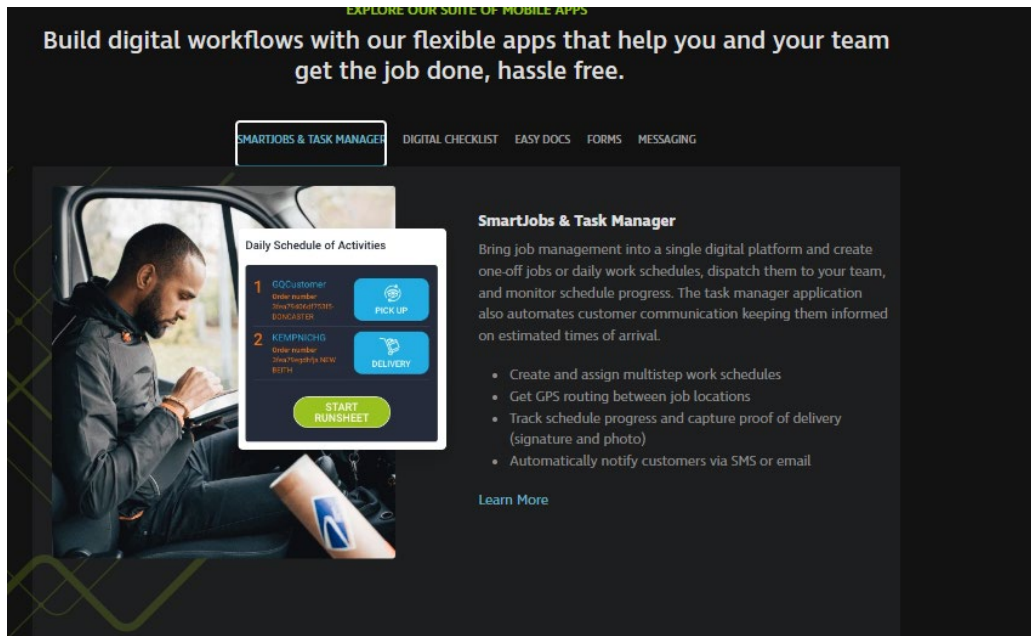 EXPLORE OUR SUITE OF MOBILE APPS
Build digital workflows with our flexible apps that help you and your team
get the job done, hassle free.
SMARTJOBS & TASK MANAGER DIGITAL CHECKLIST EASY DOCS FORMS MESSAGING
Daily Schedule of Activities
1 GQCustomer
Order number
DONCASTER
PICK UP
2 KEMPNICHG
Order number
NEW
BEITH
DELIVERY
START
RUNSHEET
SmartJobs & Task Manager
Bring job management into a single digital platform and create
one-off jobs or daily work schedules, dispatch them to your team,
and monitor schedule progress. The task manager application
also automates customer communication keeping them informed
on estimated times of arrival.
• Create and assign multistep work schedules
• Get GPS routing between job locations
• Track schedule progress and capture proof of delivery
(signature and photo)
• Automatically notify customers via SMS or email
Learn More